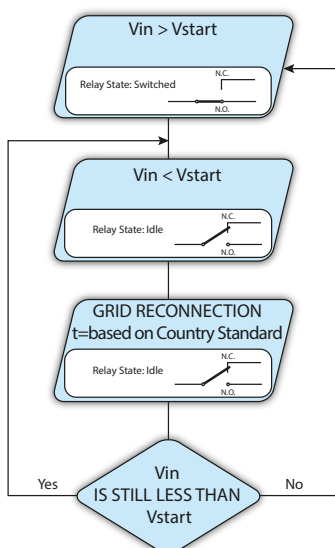 Vin > Vstart
N.C.
Relay State: Switched
N.O.
Vin < Vstart
N.C.
Relay State: Idle
N.O.
GRID RECONNECTION
t=based on Country Standard
N.C.
Relay State: Idle
N.O.
Yes
Vin
No
IS STILL LESS THAN
Vstart